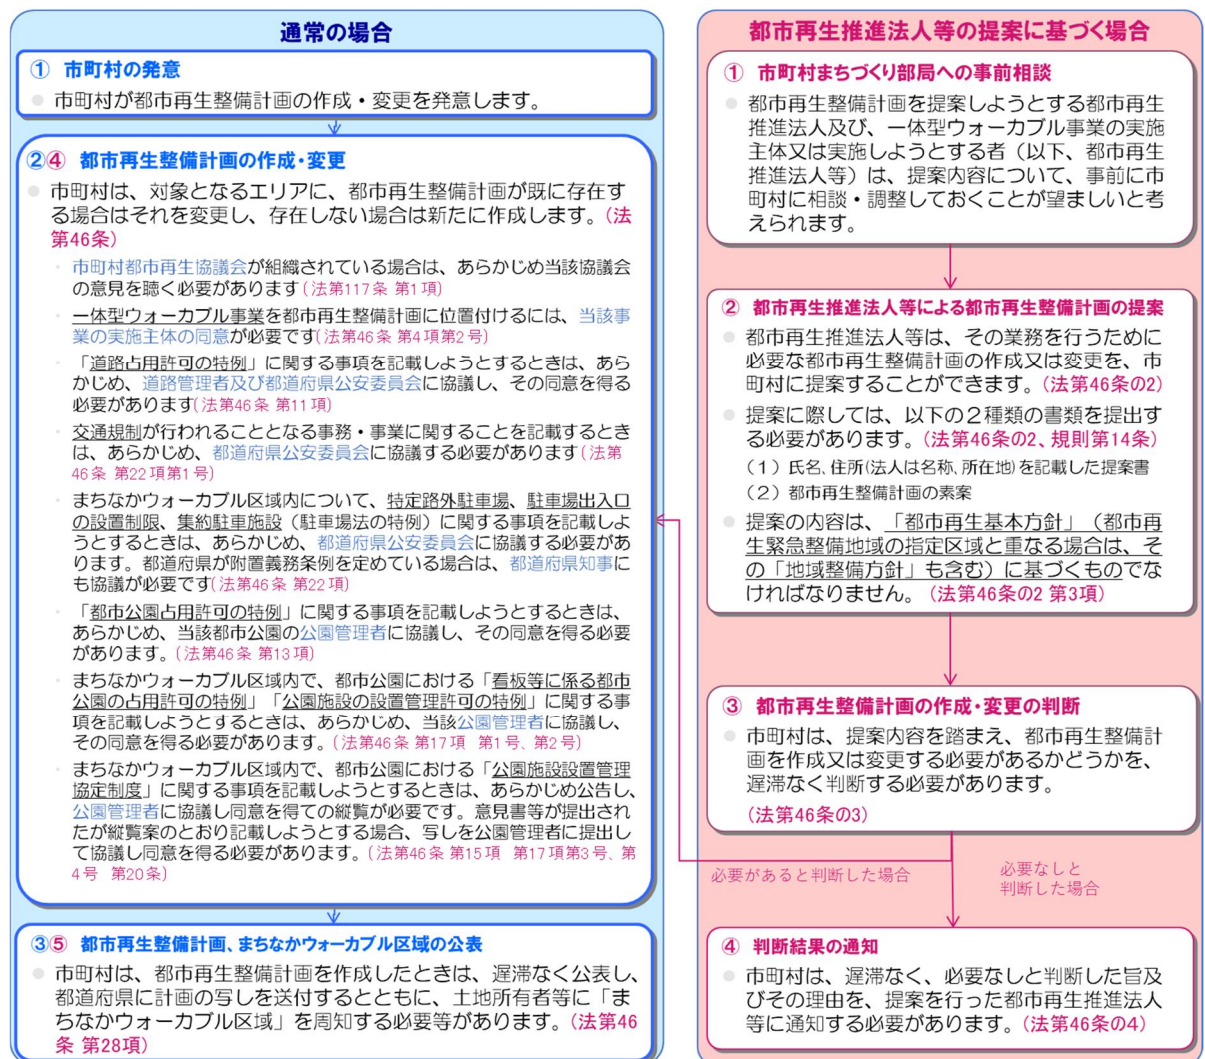 通常の場合
① 市町村の発意
市町村が都市再生整備計画の作成・変更を発意します。
②④ 都市再生整備計画の作成・変更
市町村は、対象となるエリアに、都市再生整備計画が既に存在す
る場合はそれを変更し、存在しない場合は新たに作成します。(法
第46条)
市町村都市再生協議会が組織されている場合は、あらかじめ当該協議会
の意見を聴く必要があります(法第117条 第1項)
一体型ウォーカブル事業を都市再生整備計画に位置付けるには、当該事
業の実施主体の同意が必要です(法第46条 第4項第2号)
「道路占用許可の特例」に関する事項を記載しようとするときは、あら
かじめ、道路管理者及び都道府県公安委員会に協議し、その同意を得る
必要があります(法第46条 第11項)
交通規制が行われることとなる事務・事業に関することを記載するとき
は、あらかじめ、都道府県公安委員会に協議する必要があります(法第
46条 第22項第1号)
まちなかウォーカブル区域内について、特定路外駐車場、駐車場出入口
の設置制限、集約駐車施設(駐車場法の特例)に関する事項を記載しよ
うとするときは、あらかじめ、都道府県公安委員会に協議する必要があ
ります。都道府県が附置義務条例を定めている場合は、都道府県知事に
も協議が必要です(法第46条 第22項)
「都市公園占用許可の特例」に関する事項を記載しようとするときは、
あらかじめ、当該都市公園の公園管理者に協議し、その同意を得る必要
があります。(法第46条 第13項)
まちなかウォーカブル区域内で、都市公園における「看板等に係る都市
公園の占用許可の特例」「公園施設の設置管理許可の特例」に関する事
項を記載しようとするときは、あらかじめ、当該公園管理者に協議し、
その同意を得る必要があります。(法第46条 第17項 第1号、第2号)
まちなかウォーカブル区域内で、都市公園における「公園施設設置管理
協定制度」に関する事項を記載しようとするときは、あらかじめ公告し、
公園管理者に協議し同意を得ての縦覧が必要です。意見書等が提出され
たが縦覧案のとおり記載しようとする場合、写しを公園管理者に提出し
て協議し同意を得る必要があります。(法第46条 第15項 第17項第3号、第
4号 第20条)
③⑤ 都市再生整備計画、まちなかウォーカブル区域の公表
市町村は、都市再生整備計画を作成したときは、遅滞なく公表し、
都道府県に計画の写しを送付するとともに、土地所有者等に「ま
ちなかウォーカブル区域」を周知する必要等があります。(法第46
条 第28項)
都市再生推進法人等の提案に基づく場合
① 市町村まちづくり部局への事前相談
都市再生整備計画を提案しようとする都市再生
推進法人及び、一体型ウォーカブル事業の実施
主体又は実施しようとする者(以下、都市再生
推進法人等)は、提案内容について、事前に市
町村に相談・調整しておくことが望ましいと考
えられます。
② 都市再生推進法人等による都市再生整備計画の提案
都市再生推進法人等は、その業務を行うために
必要な都市再生整備計画の作成又は変更を、市
町村に提案することができます。(法第46条の2)
提案に際しては、以下の2種類の書類を提出す
る必要があります。(法第46条の2、規則第14条)
(1)氏名、住所(法人は名称、所在地)を記載した提案書
(2)都市再生整備計画の素案
提案の内容は、「都市再生基本方針」(都市再
生緊急整備地域の指定区域と重なる場合は、そ
の「地域整備方針」も含む)に基づくものでな
ければなりません。(法第46条の2 第3項)
③ 都市再生整備計画の作成・変更の判断
市町村は、提案内容を踏まえ、都市再生整備計
画を作成又は変更する必要があるかどうかを、
遅滞なく判断する必要があります。
(法第46条の3)
必要があると判断した場合
必要なしと
判断した場合
④ 判断結果の通知
市町村は、遅滞なく、必要なしと判断した旨及
びその理由を、提案を行った都市再生推進法人
等に通知する必要があります。(法第46条の4)